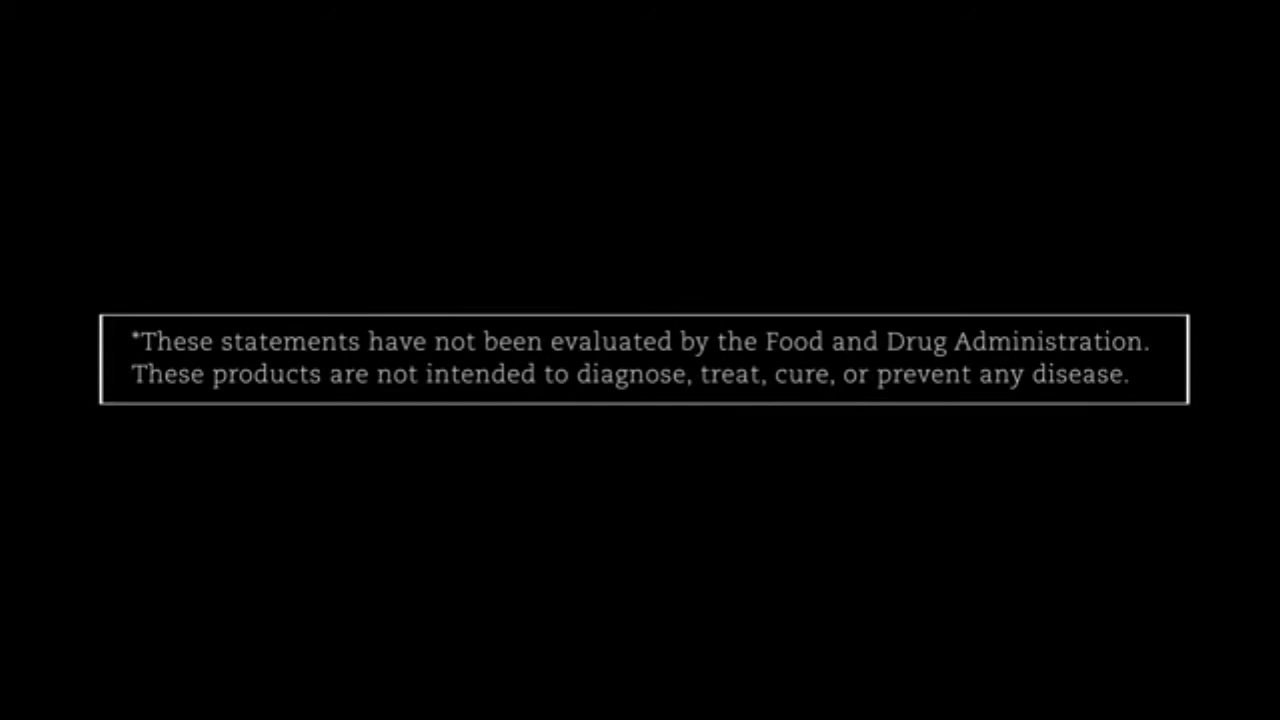 *These statements have not been evaluated by the Food and Drug Administration.
These products are not intended to diagnose, treat, cure, or prevent any disease.